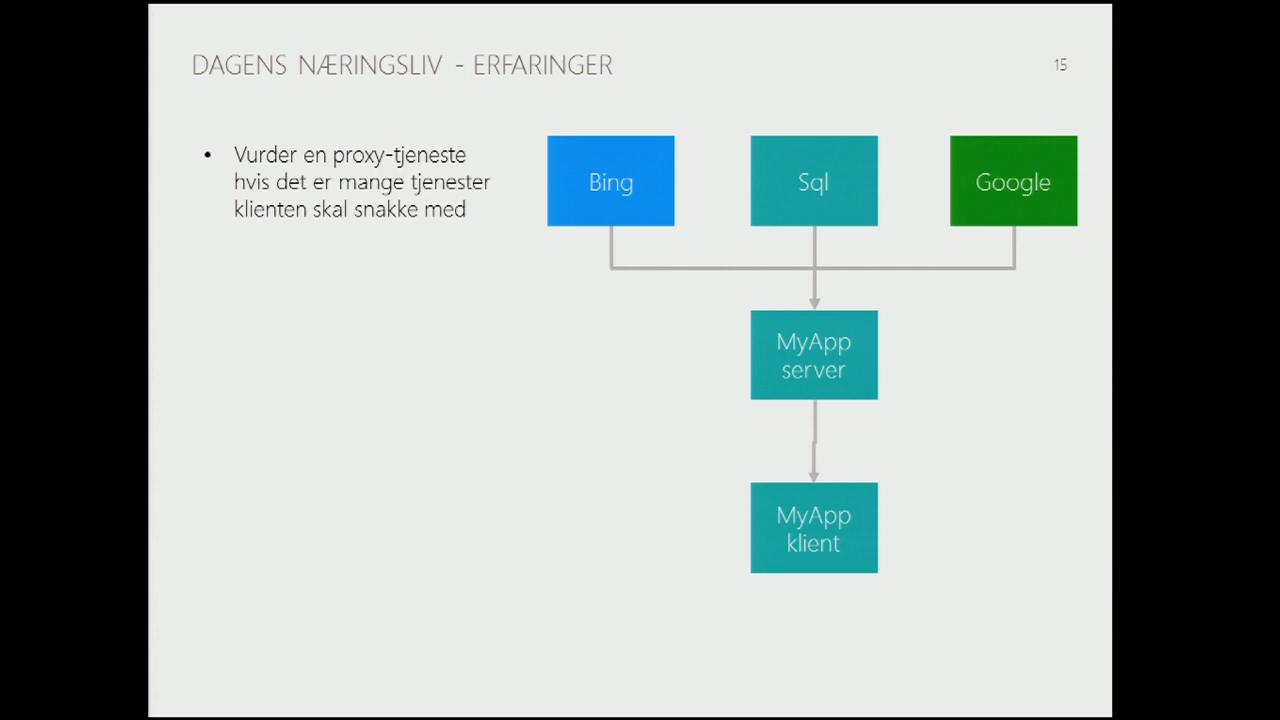 DAGENS NÆRINGSLIV - ERFARINGER
15
• Vurder en proxy-tjeneste
hvis det er mange tjenester
klienten skal snakke med
Bing
Sql
Google
MyApp
server
MyApp
klient